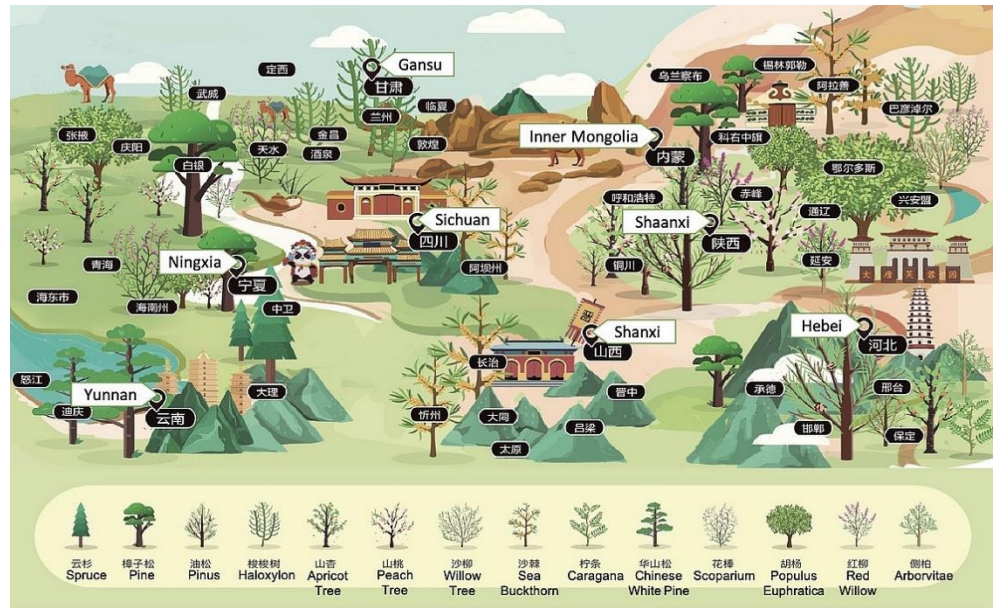 定西
Gansu
甘肃
武威
临夏
兰州
张掖
庆阳
金昌
天水
酒泉
敦煌
白银
乌兰察布
锡林郭勒
阿拉善
巴彦淖尔
Inner Mongolia
内蒙
科右中旗
鄂尔多斯
呼和浩特
赤峰
兴安盟
通辽
Sichuan
四川
Shaanxi
陕西
阿坝州
铜川
延安
大唐芙蓉园
青海
Ningxia
宁夏
海东市
海南州
中卫
晋
Shanxi
山西
Hebei
河北
长治
怒江
Yunnan
云南
迪庆
大理
忻州
大同
晋中
吕梁
太原
承德
邢台
邯郸
保定
云杉
Spruce
樟子松
Pine
油松
Pinus
梭梭树
Haloxylon
山杏
Apricot
Tree
山桃
Peach
Tree
沙柳
Willow
Tree
沙棘
Sea
Buckthorn
柠条
Caragana
华山松
Chinese
White Pine
花棒
Scoparium
胡杨
Populus
Euphratica
红柳
Red
Willow
侧柏
Arborvitae